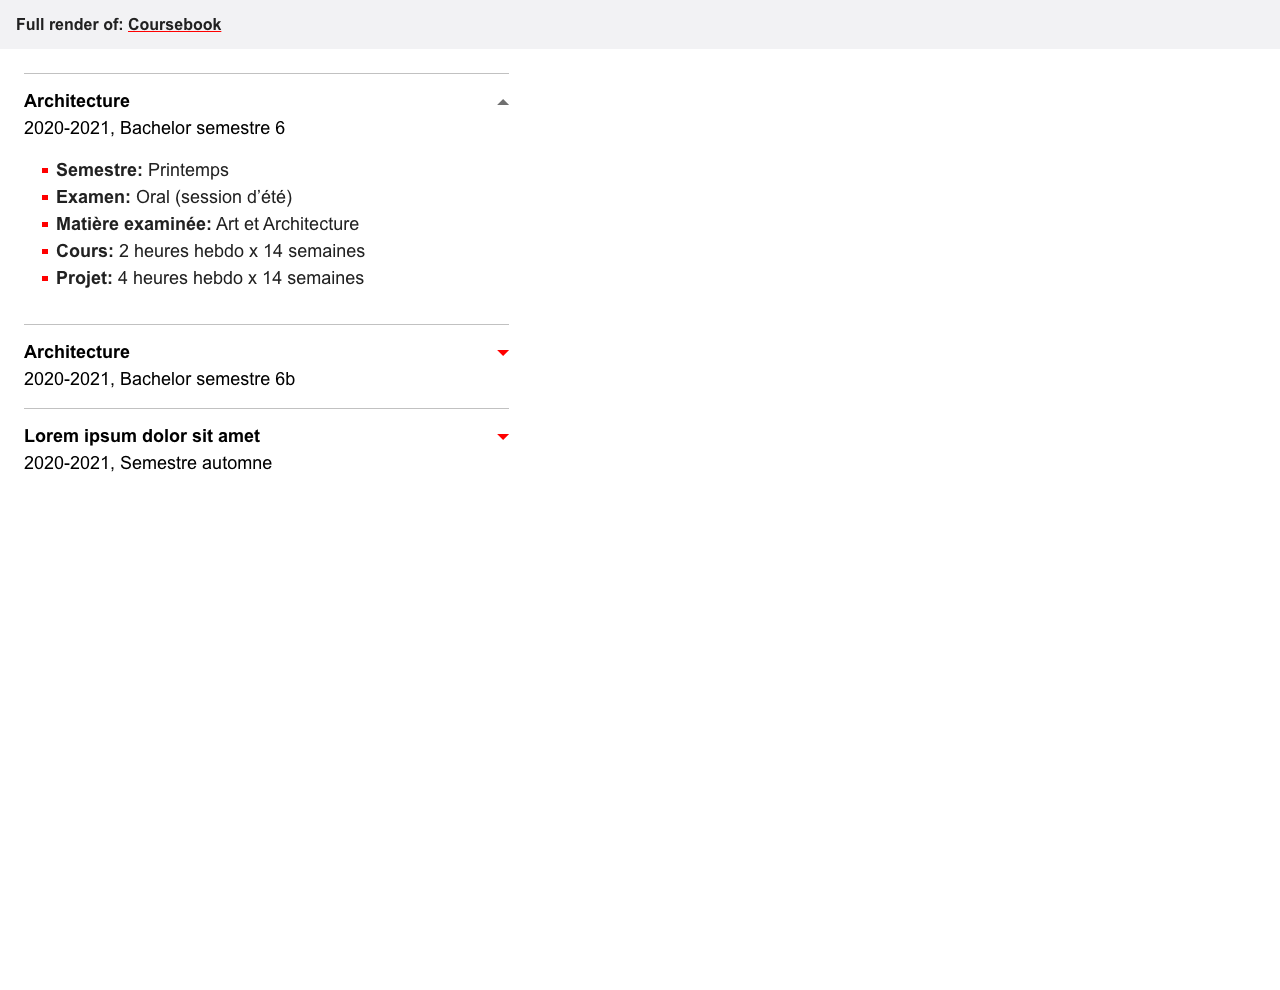 Full render of: Coursebook
Architecture
2020-2021, Bachelor semestre 6
Semestre: Printemps
Examen: Oral (session d’été)
Matière examinée: Art et Architecture
Cours: 2 heures hebdo x 14 semaines
Projet: 4 heures hebdo x 14 semaines
Architecture
2020-2021, Bachelor semestre 6b
Lorem ipsum dolor sit amet
2020-2021, Semestre automne